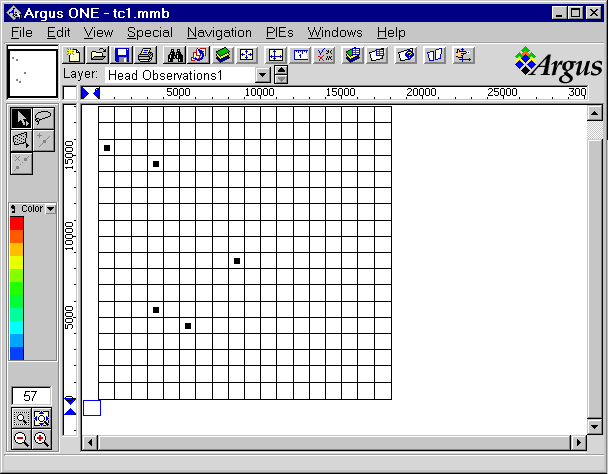 Argus ONE - tc1.mmb
File Edit View Special Navigation PIEs Windows Help
Layer: Head Observations1
Argus
5000 10000 15000 20000 25000 300
15000
10000
5000
0
Color
57